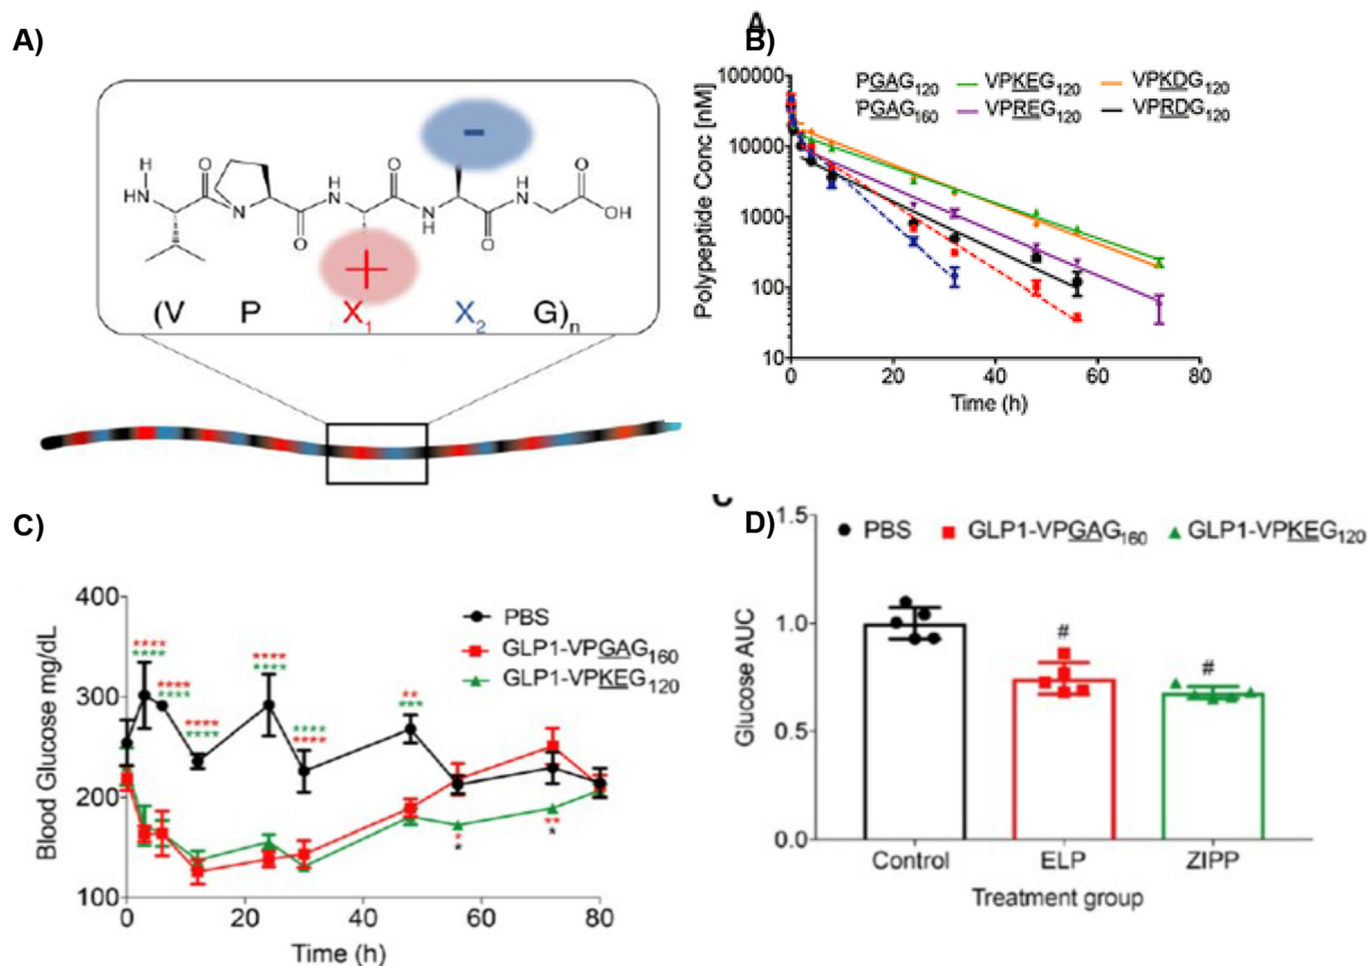 A)
H
HN
O
N
O
H
N
O
N
H
O
H
N
O
OH
-
+
(V P X₁ X₂ G)ₙ
A
B)
Polypeptide Conc [nM]
100000
10000
1000
100
10
PGAG₁₂₀ VPKEG₁₂₀ VPKDG₁₂₀
PGAG₁₆₀ VPREG₁₂₀ VPRDG₁₂₀
0 20 40 60 80
Time (h)
C)
Blood Glucose mg/dL
400
300
200
100
PBS
GLP1-VPGAG₁₆₀
GLP1-VPKEG₁₂₀
****
****
****
****
****
****
****
****
****
****
**
***
*
*
**
*
0 20 40 60 80
Time (h)
D)
Glucose AUC
1.5
1.0
0.5
0.0
PBS GLP1-VPGAG₁₆₀ GLP1-VPKEG₁₂₀
#
#
Control ELP ZIPP
Treatment group